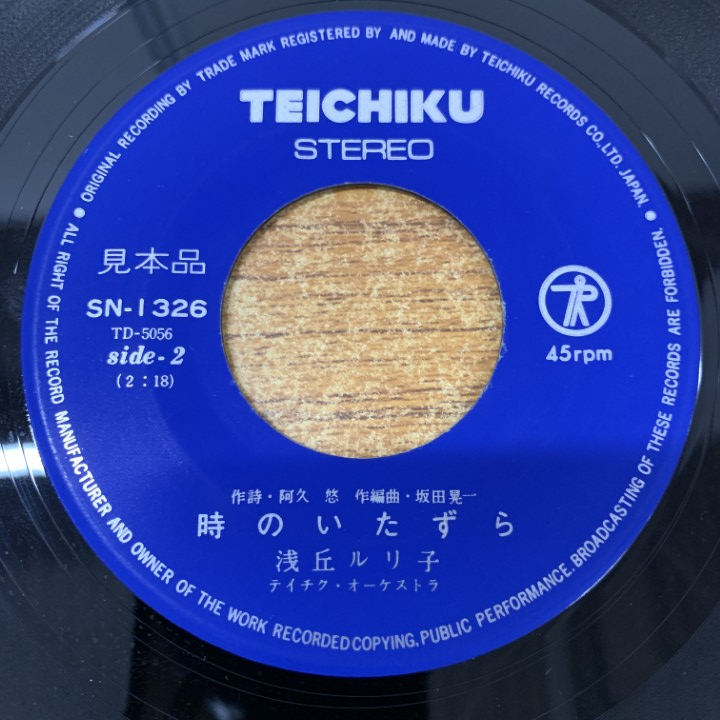 ● ORIGINAL RECORDING BY TRADE MARK REGISTERED BY AND MADE BY TEICHIKU RECORDS CO., LTD. JAPAN. ●
TEICHIKU
STEREO
見本品
SN-1326
TD-5056
side-2
(2:18)
TR
45rpm
作詩・阿久 悠 作編曲・坂田晃一
時のいたずら
浅丘ルリ子
テイチク・オーケストラ
ALL RIGHT OF THE RECORD MANUFACTURER AND OWNER OF THE WORK RECORDED COPYING, PUBLIC PERFORMANCE. BROADCASTING OF THESE RECORDS ARE FORBIDDEN.